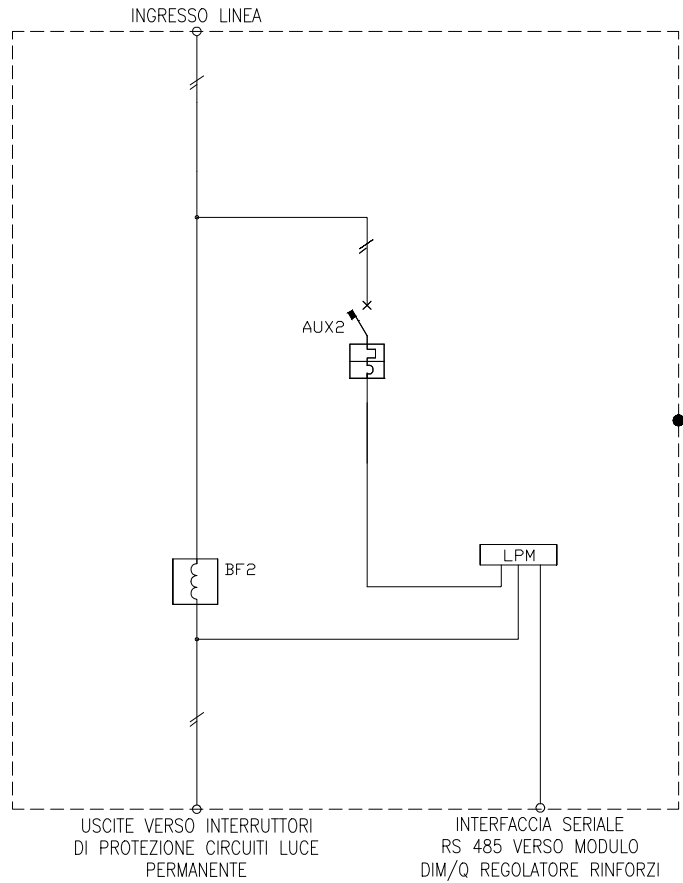 INGRESSO LINEA
AUX2
LPM
BF2
USCITE VERSO INTERRUTTORI
DI PROTEZIONE CIRCUITI LUCE
PERMANENTE
INTERFACCIA SERIALE
RS 485 VERSO MODULO
DIM/Q REGOLATORE RINFORZI